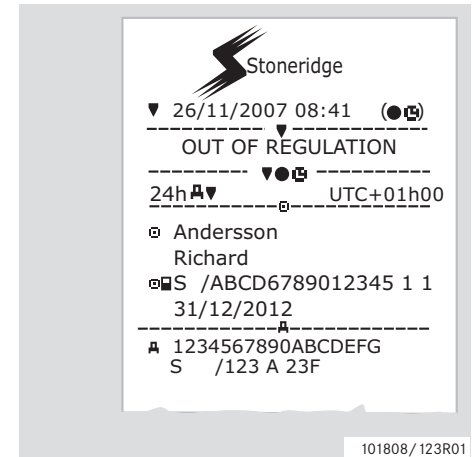 Stoneridge
▼ 26/11/2007 08:41 (●)
OUT OF REGULATION
24h ▼ UTC+01h00
Andersson
Richard
S /ABCD6789012345 1 1
31/12/2012
1234567890ABCDEFG
S /123 A 23F
101808/123R01